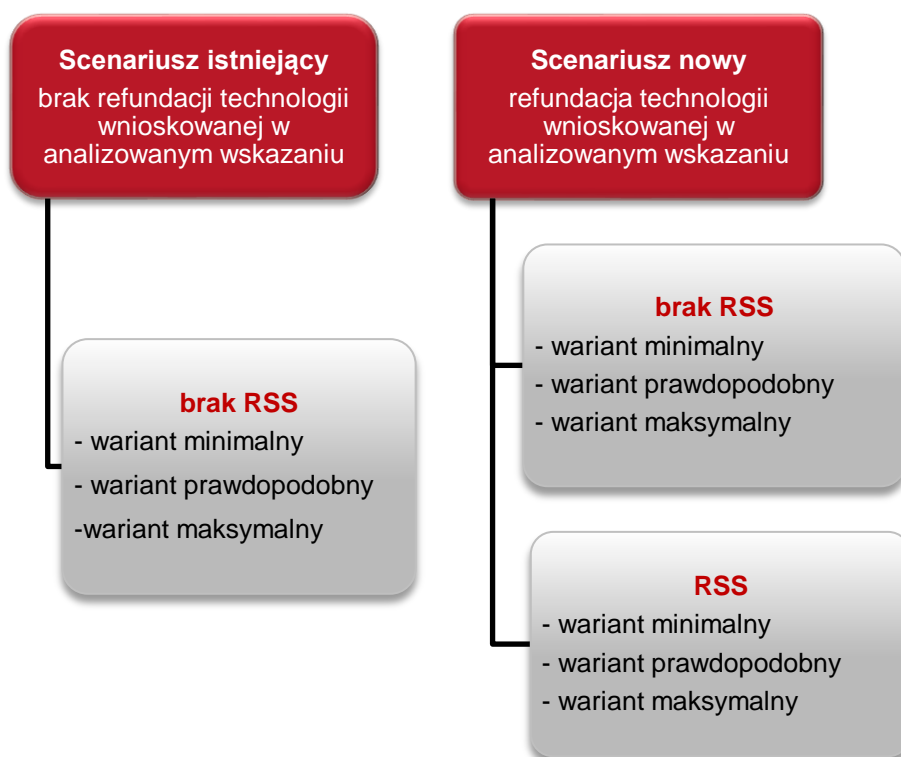 Scenariusz istniejący
brak refundacji technologii
wnioskowanej w
analizowanym wskazaniu
brak RSS
- wariant minimalny
- wariant prawdopodobny
-wariant maksymalny
Scenariusz nowy
refundacja technologii
wnioskowanej w
analizowanym wskazaniu
brak RSS
- wariant minimalny
- wariant prawdopodobny
- wariant maksymalny
RSS
- wariant minimalny
- wariant prawdopodobny
- wariant maksymalny